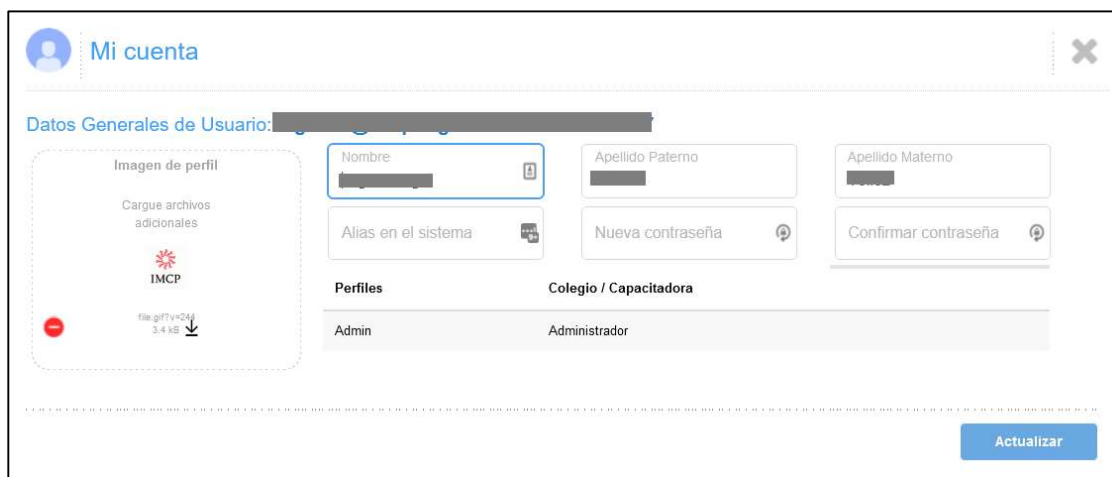 Mi cuenta
Datos Generales de Usuario:
Imagen de perfil
Cargue archivos
adicionales
IMCP
file.gif?v=244
3.4 kB
Nombre
Apellido Paterno
Apellido Materno
Alias en el sistema
Nueva contraseña
Confirmar contraseña
Perfiles
Colegio / Capacitadora
Admin
Administrador
Actualizar